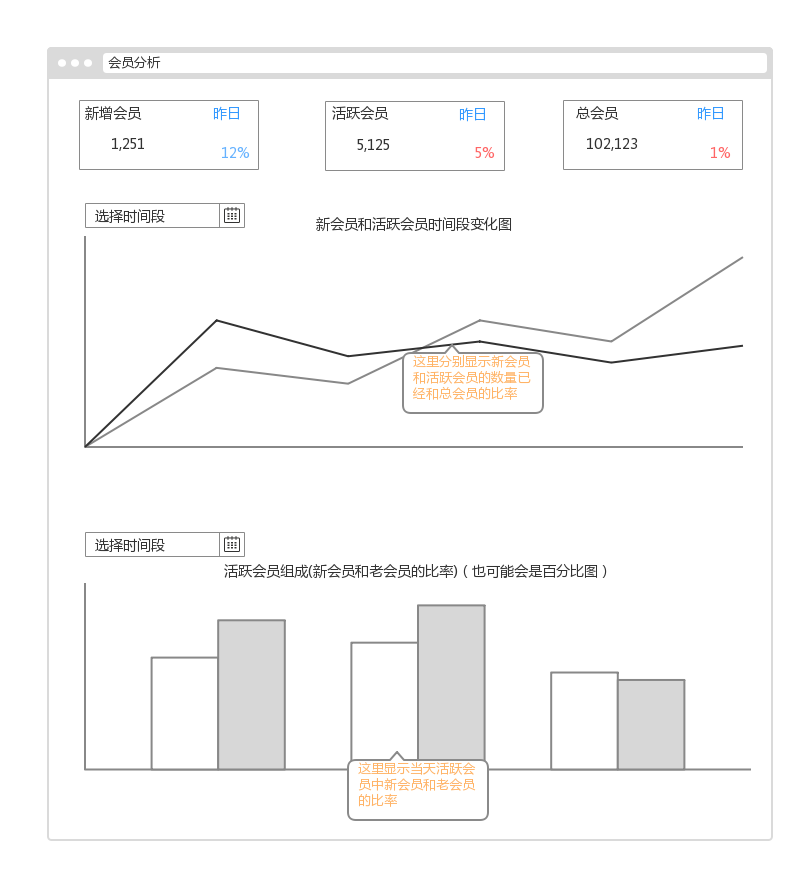 会员分析
新增会员 昨日
1,251
12%
活跃会员 昨日
5,125
5%
总会员 昨日
102,123
1%
选择时间段
新会员和活跃会员时间段变化图
这里分别显示新会员
和活跃会员的数量已
经和总会员的比率
选择时间段
活跃会员组成(新会员和老会员的比率)（也可能会是百分比图）
这里显示当天活跃会
员中新会员和老会员
的比率